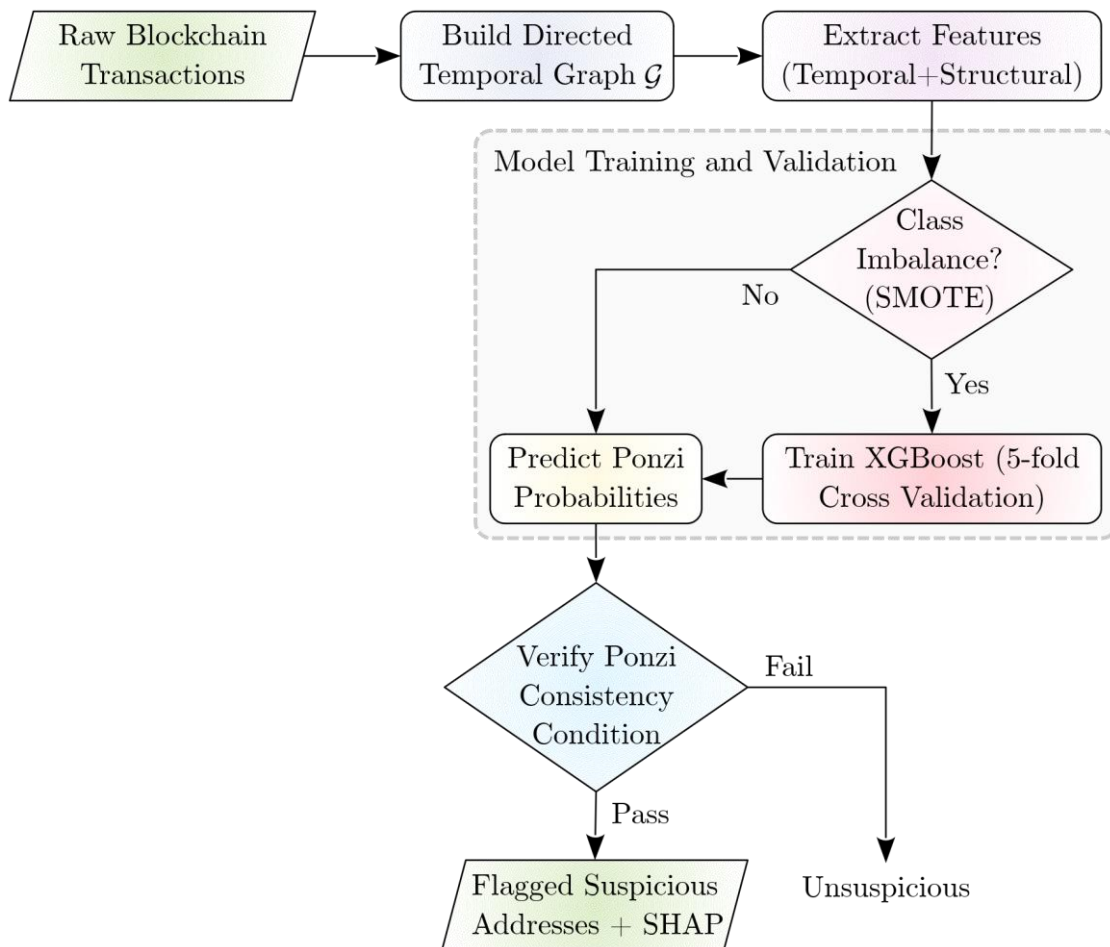 Raw Blockchain
Transactions
Build Directed
Temporal Graph 𝒢
Extract Features
(Temporal+Structural)
Model Training and Validation
Class
Imbalance?
(SMOTE)
No
Yes
Predict Ponzi
Probabilities
Train XGBoost (5-fold
Cross Validation)
Verify Ponzi
Consistency
Condition
Fail
Pass
Flagged Suspicious
Addresses + SHAP
Unsuspicious